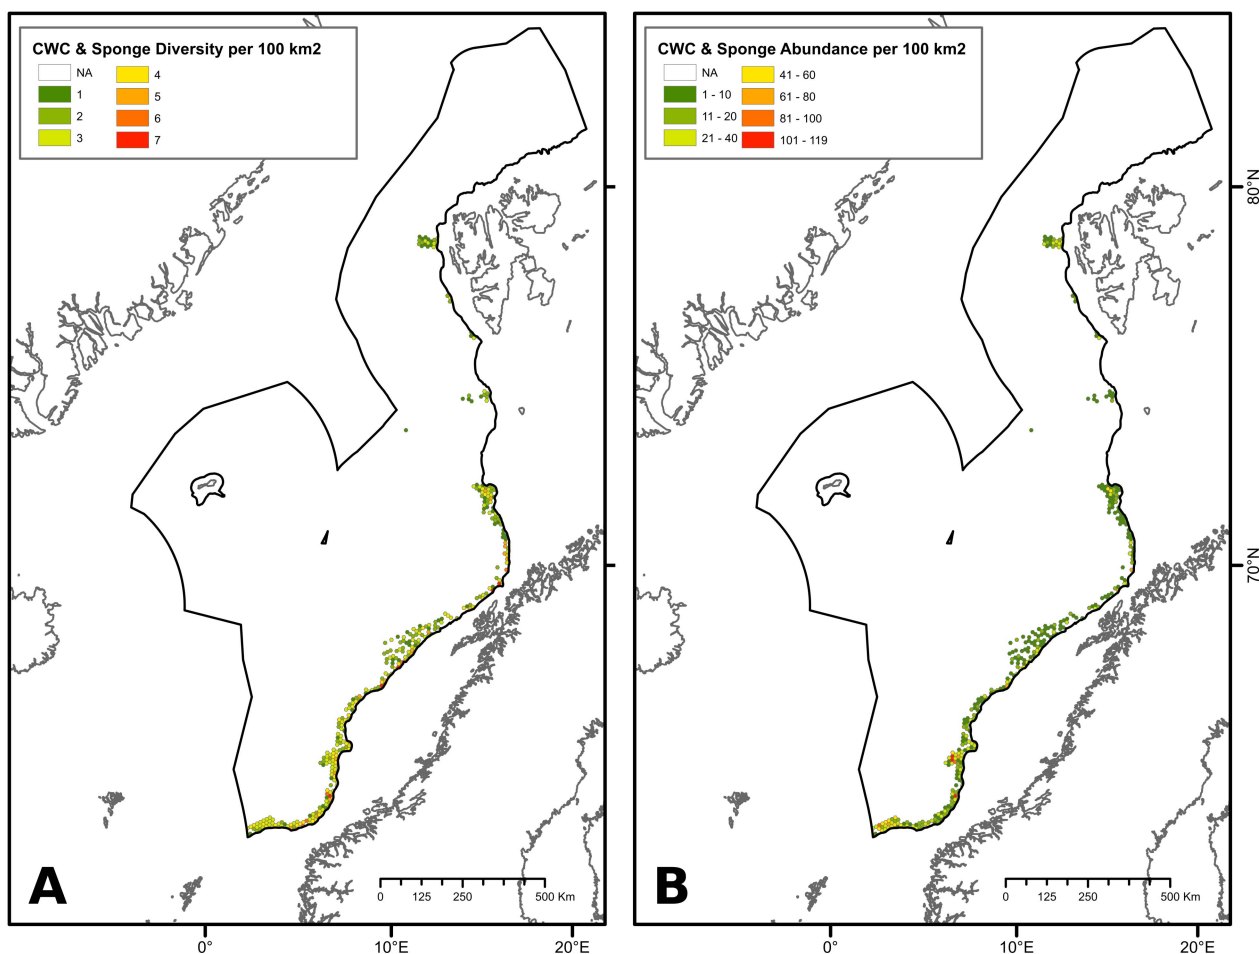 CWC & Sponge Diversity per 100 km2
NA
1
2
3
4
5
6
7
A
0 125 250 500 Km
0° 10°E 20°E
CWC & Sponge Abundance per 100 km2
NA
1 - 10
11 - 20
21 - 40
41 - 60
61 - 80
81 - 100
101 - 119
B
0 125 250 500 Km
0° 10°E 20°E
80°N
70°N